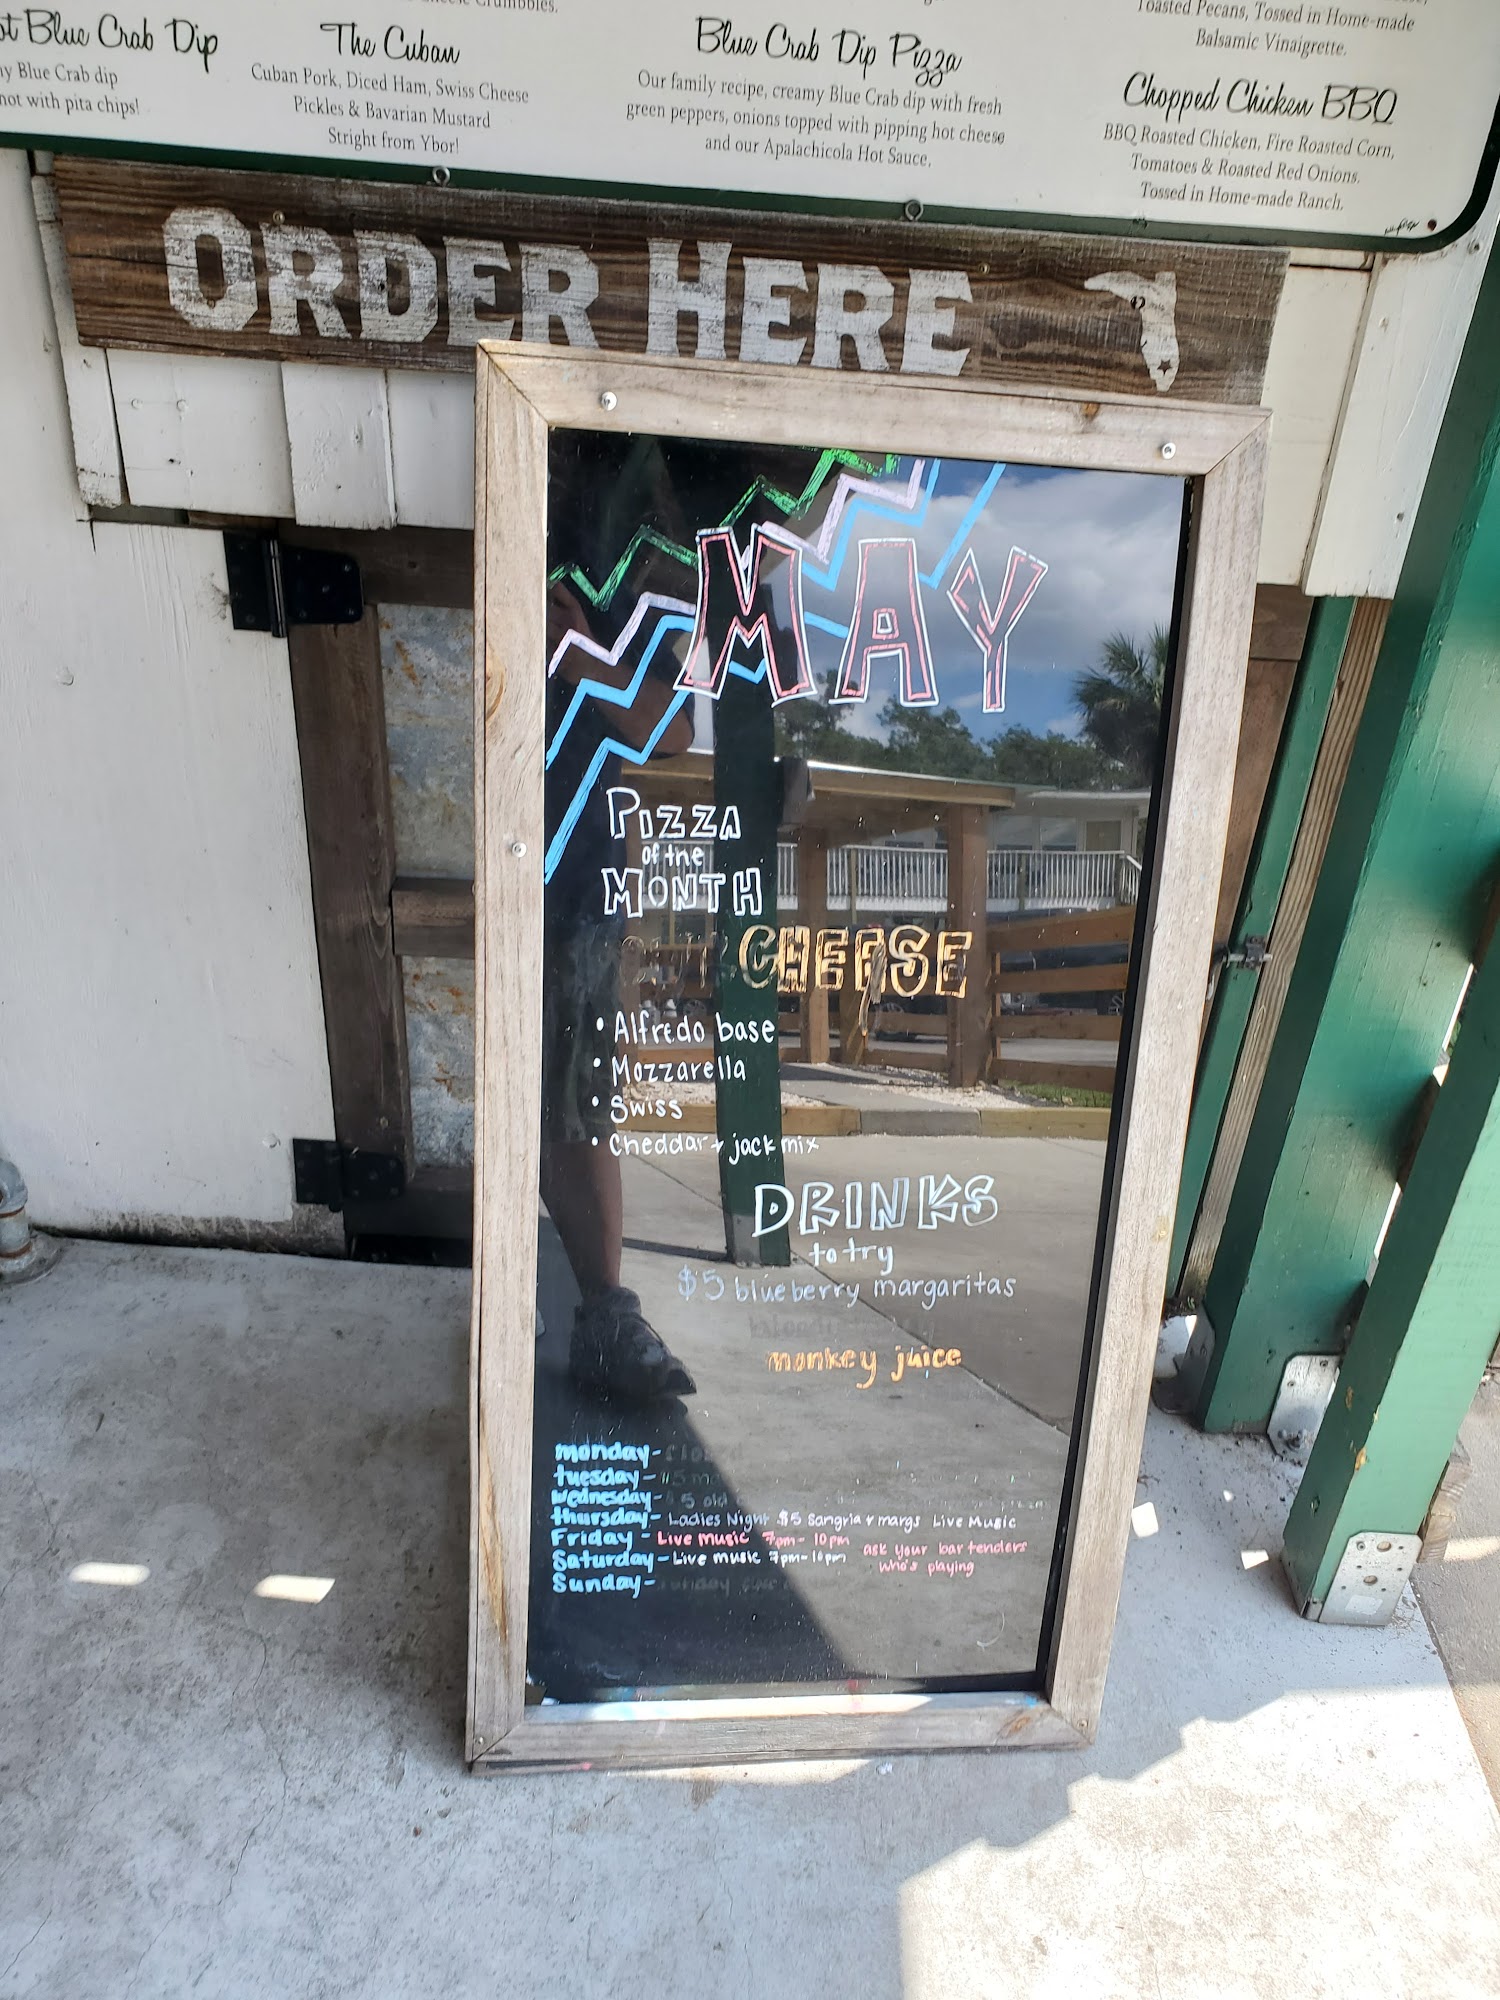 Crumbles.
Blue Crab Dip
Blue Crab dip
hot with pita chips!
The Cuban
Cuban Pork, Diced Ham, Swiss Cheese
Pickles & Bavarian Mustard
Stright from Ybor!
Blue Crab Dip Pizza
Our family recipe, creamy Blue Crab dip with fresh
green peppers, onions topped with pipping hot cheese
and our Apalachicola Hot Sauce.
Toasted Pecans, Tossed in Home-made
Balsamic Vinaigrette.
Chopped Chicken BBQ
BBQ Roasted Chicken, Fire Roasted Corn,
Tomatoes & Roasted Red Onions.
Tossed in Home-made Ranch.
ORDER HERE
MAY
PIZZA
of the
MONTH
CHEESE
• Alfredo base
• Mozzarella
• Swiss
• Cheddar + jack mix
DRINKS
to try
$5 blueberry margaritas
monkey juice
monday- closed
tuesday-
wednesday- $5 old
thursday- Ladies Night $5 Sangria + margs Live Music
Friday - Live music 7pm- 10pm
Saturday- Live music 7pm-10pm
ask your bartenders
who's playing
Sunday-